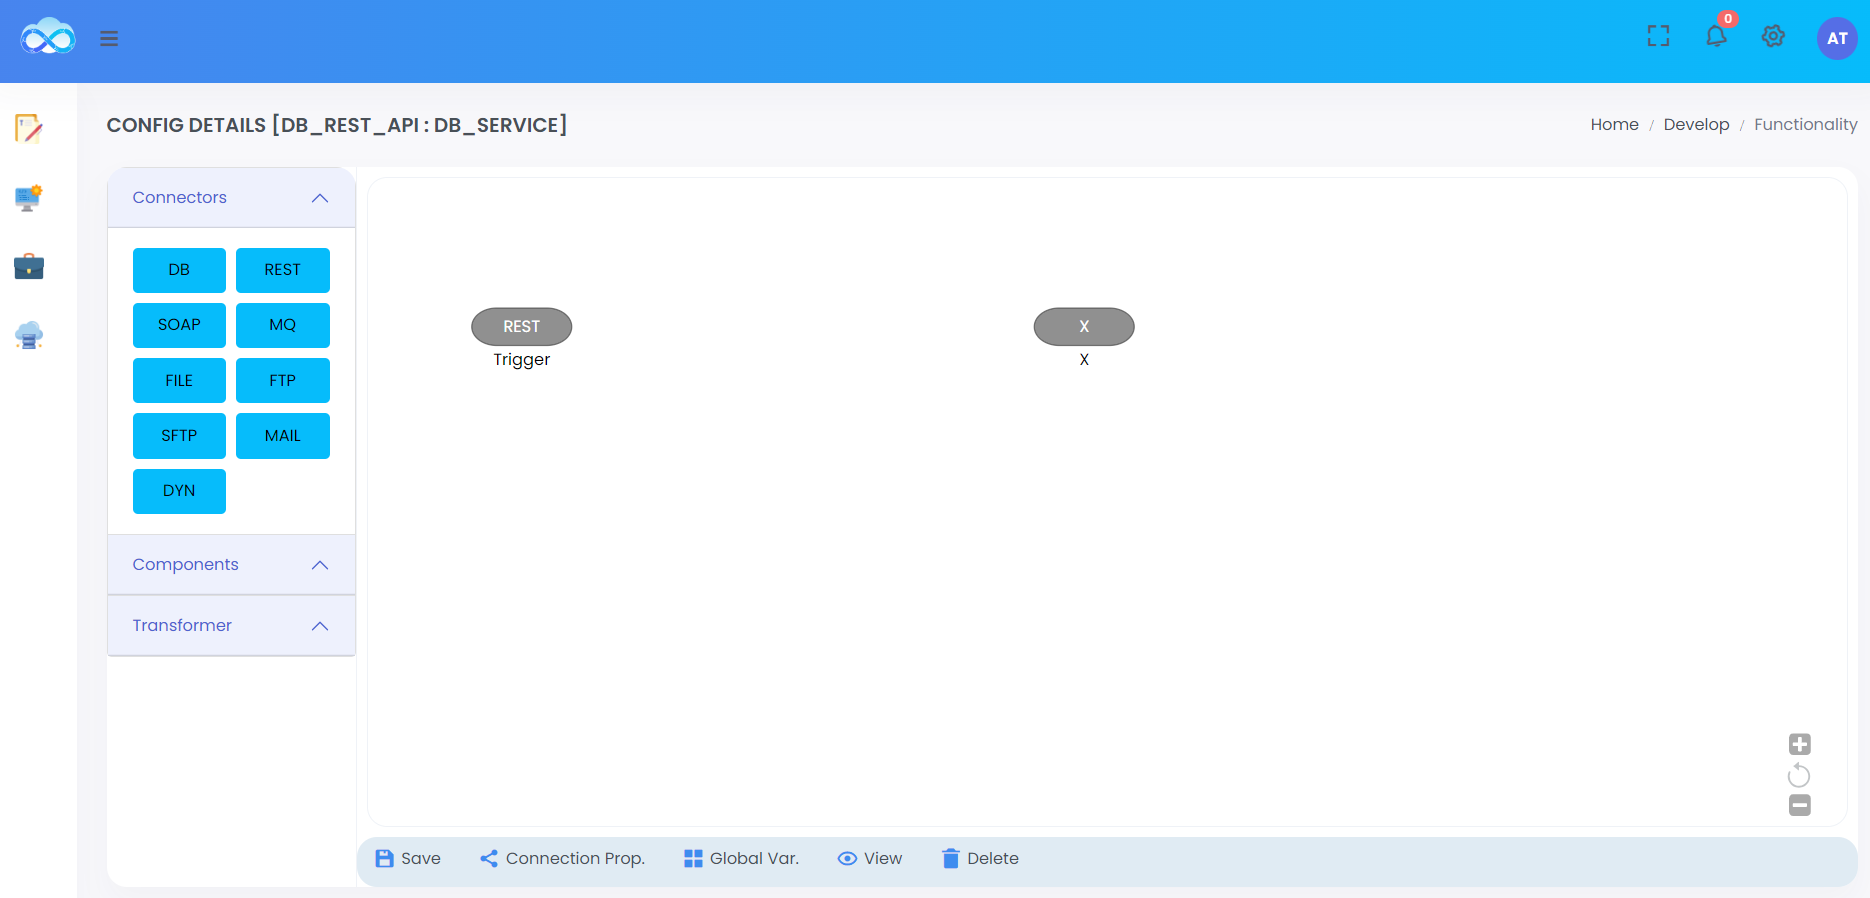 0
AT
CONFIG DETAILS [DB_REST_API : DB_SERVICE]
Home / Develop / Functionality
Connectors
DB
REST
SOAP
MQ
FILE
FTP
SFTP
MAIL
DYN
Components
Transformer
REST
Trigger
X
X
Save
Connection Prop.
Global Var.
View
Delete